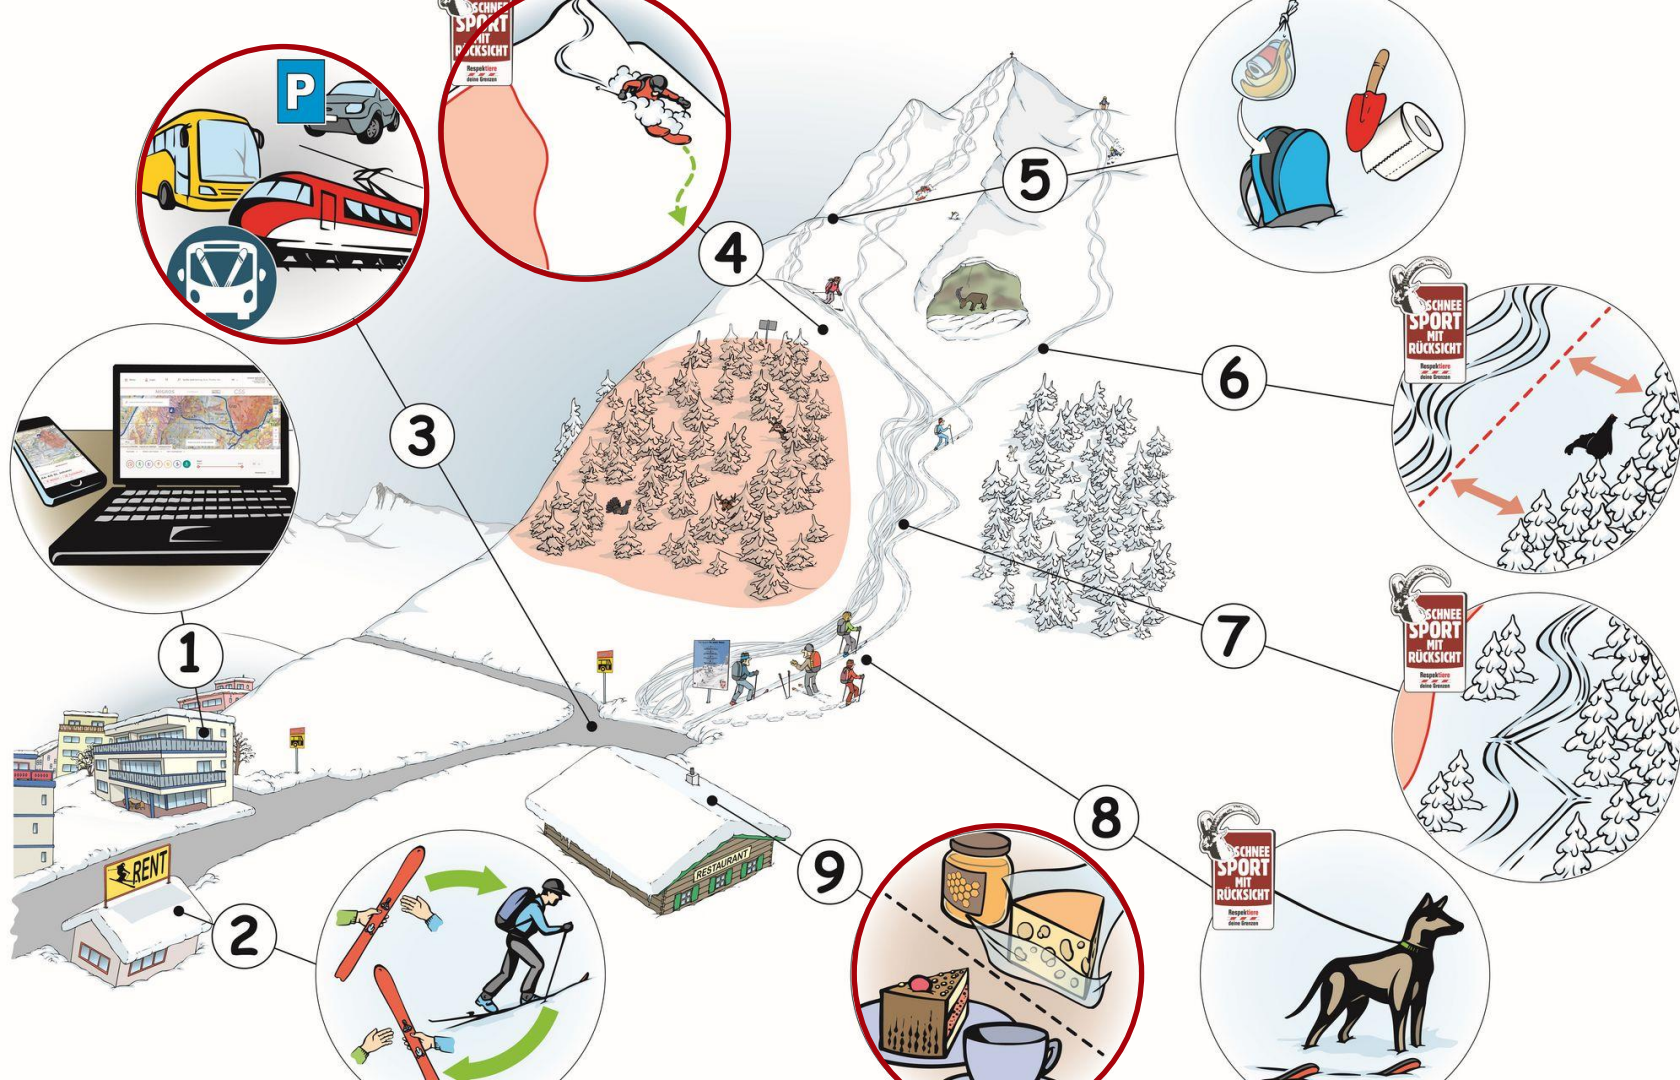 SCHNEE
SPORT
MIT
RÜCKSICHT
Respektiere
deine Grenzen
P
5
4
SCHNEE
SPORT
MIT
RÜCKSICHT
Respektiere
deine Grenzen
6
3
SCHNEE
SPORT
MIT
RÜCKSICHT
Respektiere
deine Grenzen
7
1
8
SCHNEE
SPORT
MIT
RÜCKSICHT
Respektiere
deine Grenzen
RESTAURANT
9
RENT
2